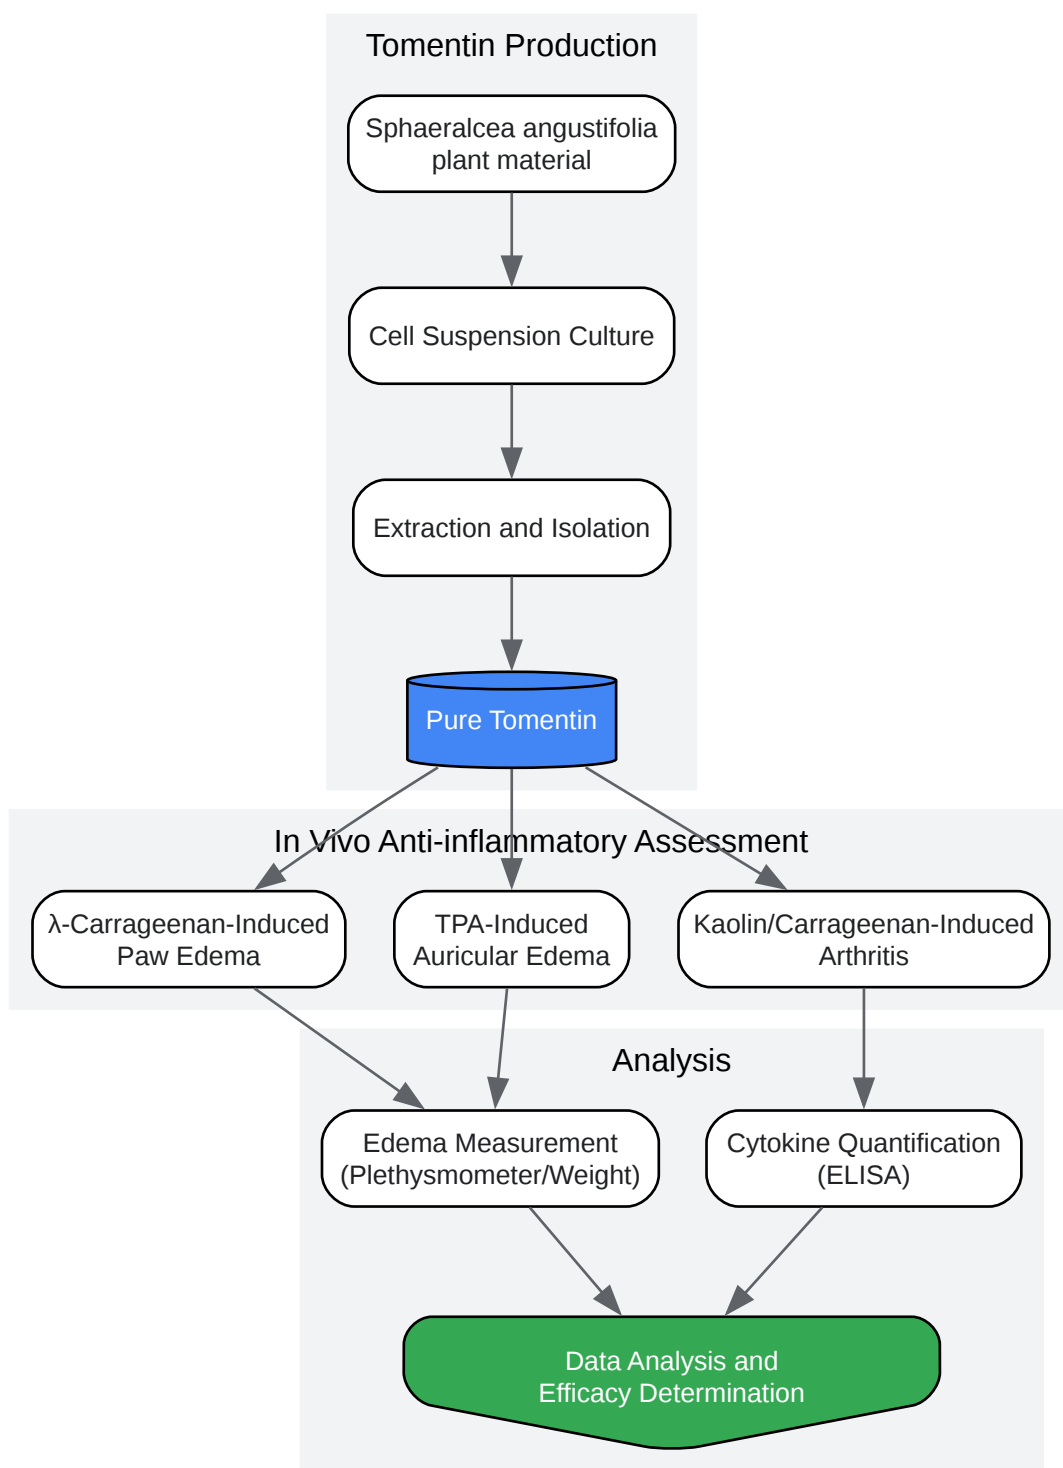 Tomentin Production
Sphaeralcea angustifolia
plant material
Cell Suspension Culture
Extraction and Isolation
Pure Tomentin
In Vivo Anti-inflammatory Assessment
λ-Carrageenan-Induced
Paw Edema
TPA-Induced
Auricular Edema
Kaolin/Carrageenan-Induced
Arthritis
Analysis
Edema Measurement
(Plethysmometer/Weight)
Cytokine Quantification
(ELISA)
Data Analysis and
Efficacy Determination